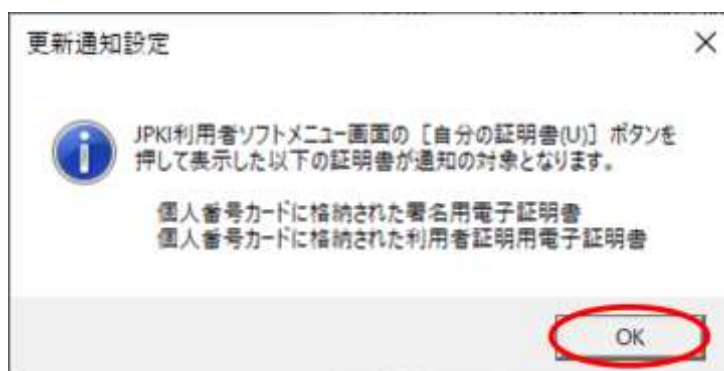 更新通知設定
JPKI利用者ソフトメニュー画面の［自分の証明書(U)］ボタンを
押して表示した以下の証明書が通知の対象となります。
個人番号カードに格納された署名用電子証明書
個人番号カードに格納された利用者証明用電子証明書
OK